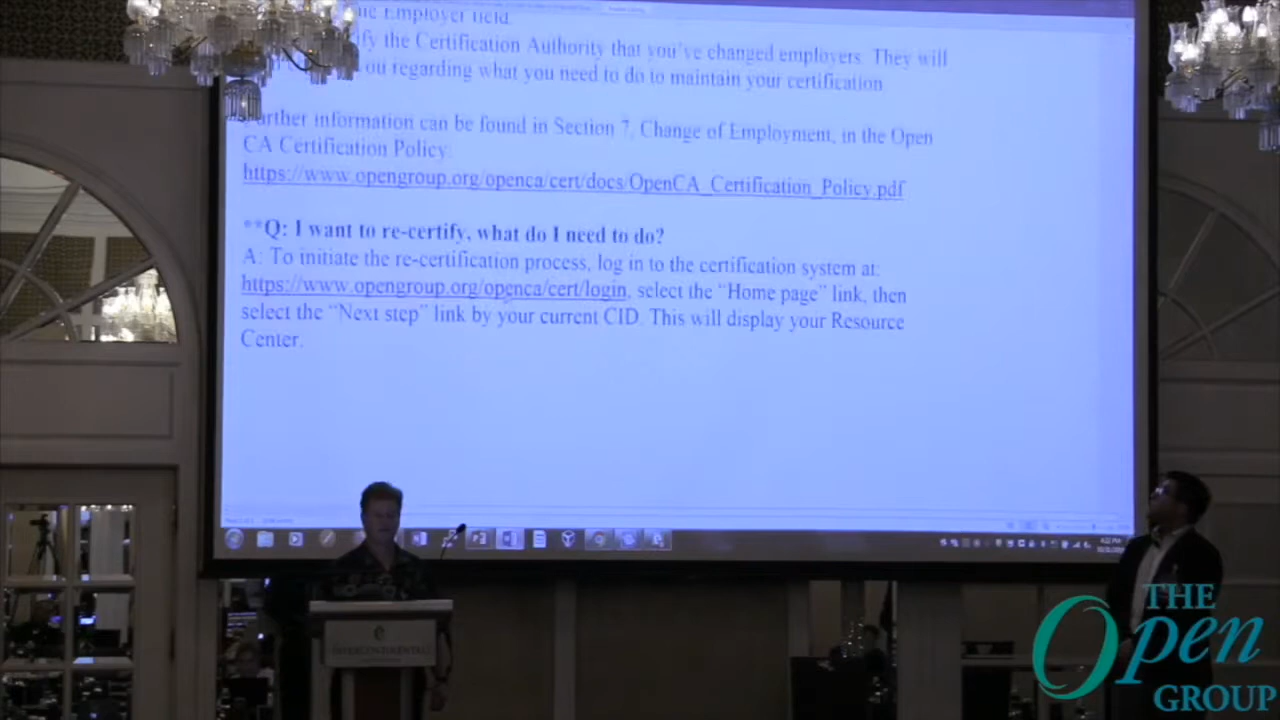 Employer field.
the Certification Authority that you've changed employers. They will
ou regarding what you need to do to maintain your certification
Further information can be found in Section 7, Change of Employment, in the Open
CA Certification Policy:
https://www.opengroup.org/openca/cert/docs/OpenCA_Certification_Policy.pdf
**Q: I want to re-certify, what do I need to do?
A: To initiate the re-certification process, log in to the certification system at:
https://www.opengroup.org/openca/cert/login, select the “Home page” link, then
select the “Next step” link by your current CID. This will display your Resource
Center.
4:22 PM
INTERCONTINENTAL
THE
Open
GROUP